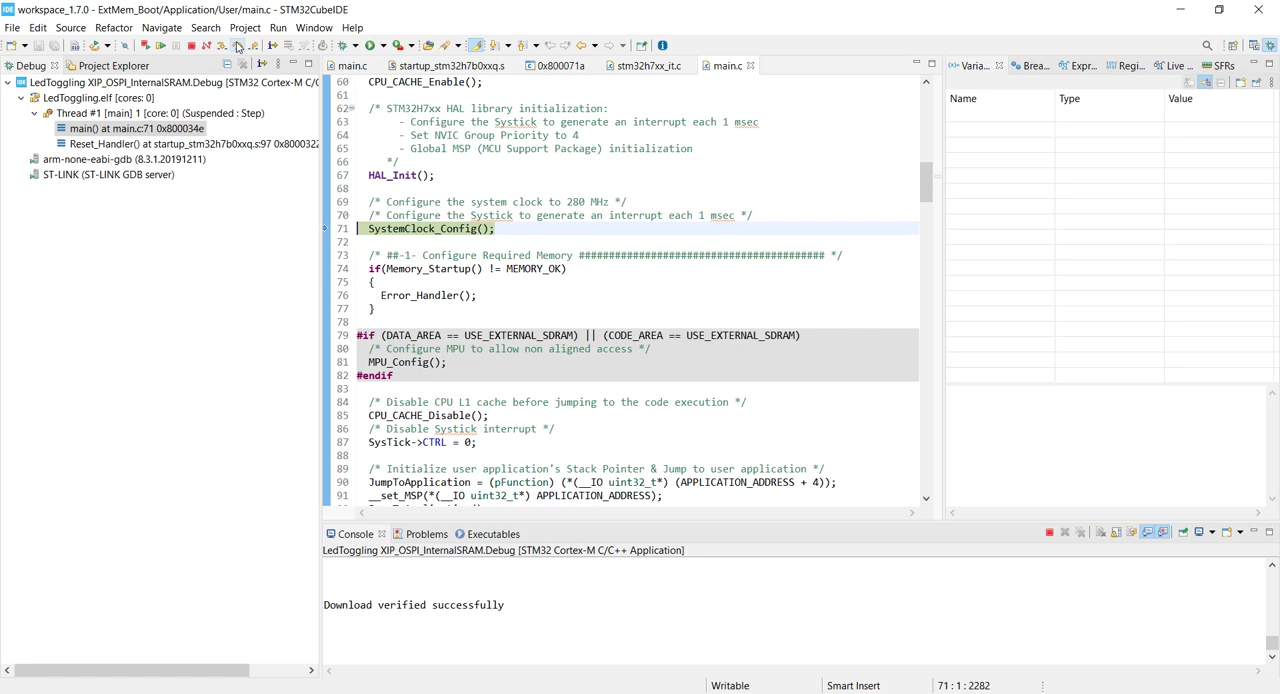 IDE workspace_1.7.0 - ExtMem_Boot/Application/User/main.c - STM32CubeIDE
File Edit Source Refactor Navigate Search Project Run Window Help
Debug Project Explorer
LedToggling XIP_OSPI_InternalSRAM.Debug [STM32 Cortex-M C/C
LedToggling.elf [cores: 0]
Thread #1 [main] 1 [core: 0] (Suspended : Step)
main() at main.c:71 0x800034e
Reset_Handler() at startup_stm32h7b0xxq.s:97 0x8000322
arm-none-eabi-gdb (8.3.1.20191211)
ST-LINK (ST-LINK GDB server)
main.c startup_stm32h7b0xxq.s 0x800071a stm32h7xx_it.c main.c
60 CPU_CACHE_Enable();
61
62 /* STM32H7xx HAL library initialization:
63 - Configure the Systick to generate an interrupt each 1 msec
64 - Set NVIC Group Priority to 4
65 - Global MSP (MCU Support Package) initialization
66 */
67 HAL_Init();
68
69 /* Configure the system clock to 280 MHz */
70 /* Configure the Systick to generate an interrupt each 1 msec */
71 SystemClock_Config();
72
73 /* ##-1- Configure Required Memory ######################################### */
74 if(Memory_Startup() != MEMORY_OK)
75 {
76 Error_Handler();
77 }
78
79 #if (DATA_AREA == USE_EXTERNAL_SDRAM) || (CODE_AREA == USE_EXTERNAL_SDRAM)
80 /* Configure MPU to allow non aligned access */
81 MPU_Config();
82 #endif
83
84 /* Disable CPU L1 cache before jumping to the code execution */
85 CPU_CACHE_Disable();
86 /* Disable Systick interrupt */
87 SysTick->CTRL = 0;
88
89 /* Initialize user application's Stack Pointer & Jump to user application */
90 JumpToApplication = (pFunction) (*(__IO uint32_t*) (APPLICATION_ADDRESS + 4));
91 __set_MSP(*(__IO uint32_t*) APPLICATION_ADDRESS);
(x)= Varia... Brea... Expr... Regi... Live ... SFRs
Name Type Value
Console Problems Executables
LedToggling XIP_OSPI_InternalSRAM.Debug [STM32 Cortex-M C/C++ Application]
Download verified successfully
Writable Smart Insert 71 : 1 : 2282